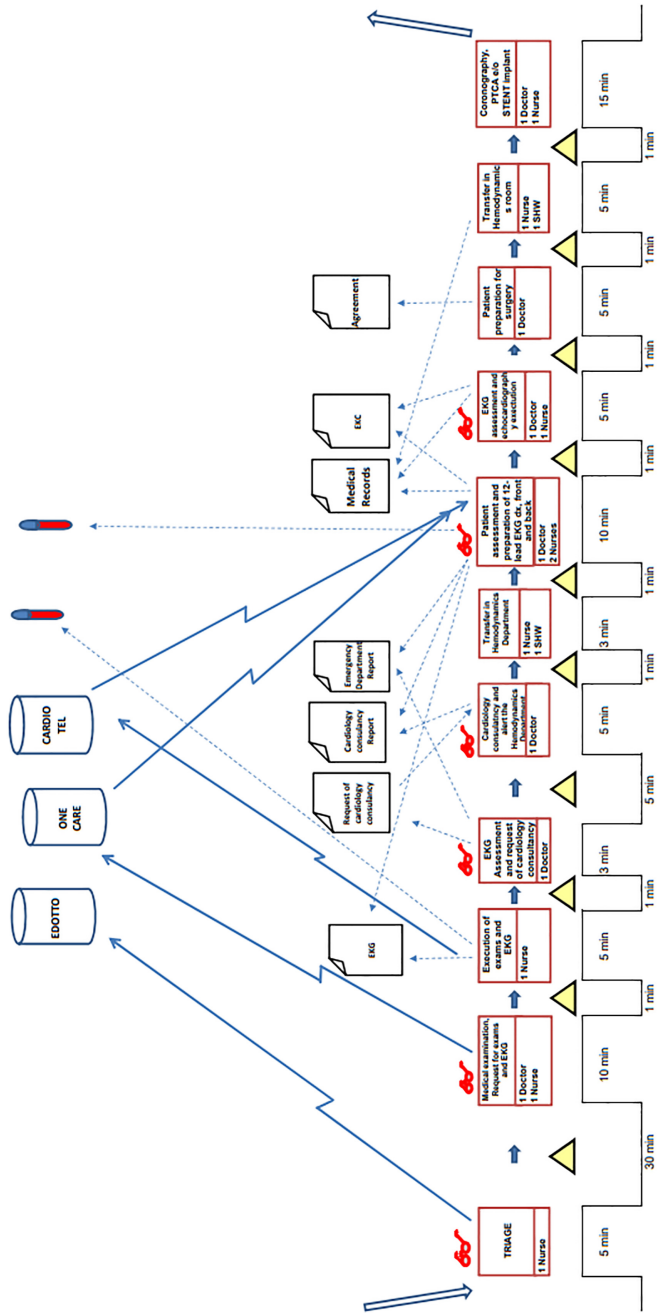 EDOTTO
ONE
CARE
CARDIO
TEL
EKG
Request of
cardiology
consulancy
Cardiology
consulancy
Report
Emergency
Department
Report
Medical
Records
EKC
Agreement
TRIAGE
1 Nurse
Medical examination,
Request for exams
and EKG
1 Doctor
1 Nurse
Execution of
exams and
EKG
1 Nurse
EKG
Assessment
and request
of cardiology
consultancy
1 Doctor
Cardiology
consulatncy and
alert the
Hemodynamics
Department
1 Doctor
Transfer in
Hemodynamics
Department
1 Nurse
1 SHW
Patient
assessment and
preparation of 12-
lead EKG dx, front
and back
1 Doctor
2 Nurses
EKG
assessment and
echocardiograph
y exectution
1 Doctor
1 Nurse
Patient
preparation for
surgery
1 Doctor
Transfer in
Hemodynamic
s room
1 Nurse
1 SHW
Coronography,
PTCA e/o
STENT implant
1 Doctor
1 Nurse
5 min
30 min
10 min
1 min
5 min
1 min
3 min
5 min
5 min
1 min
3 min
1 min
10 min
1 min
5 min
1 min
5 min
1 min
5 min
1 min
15 min